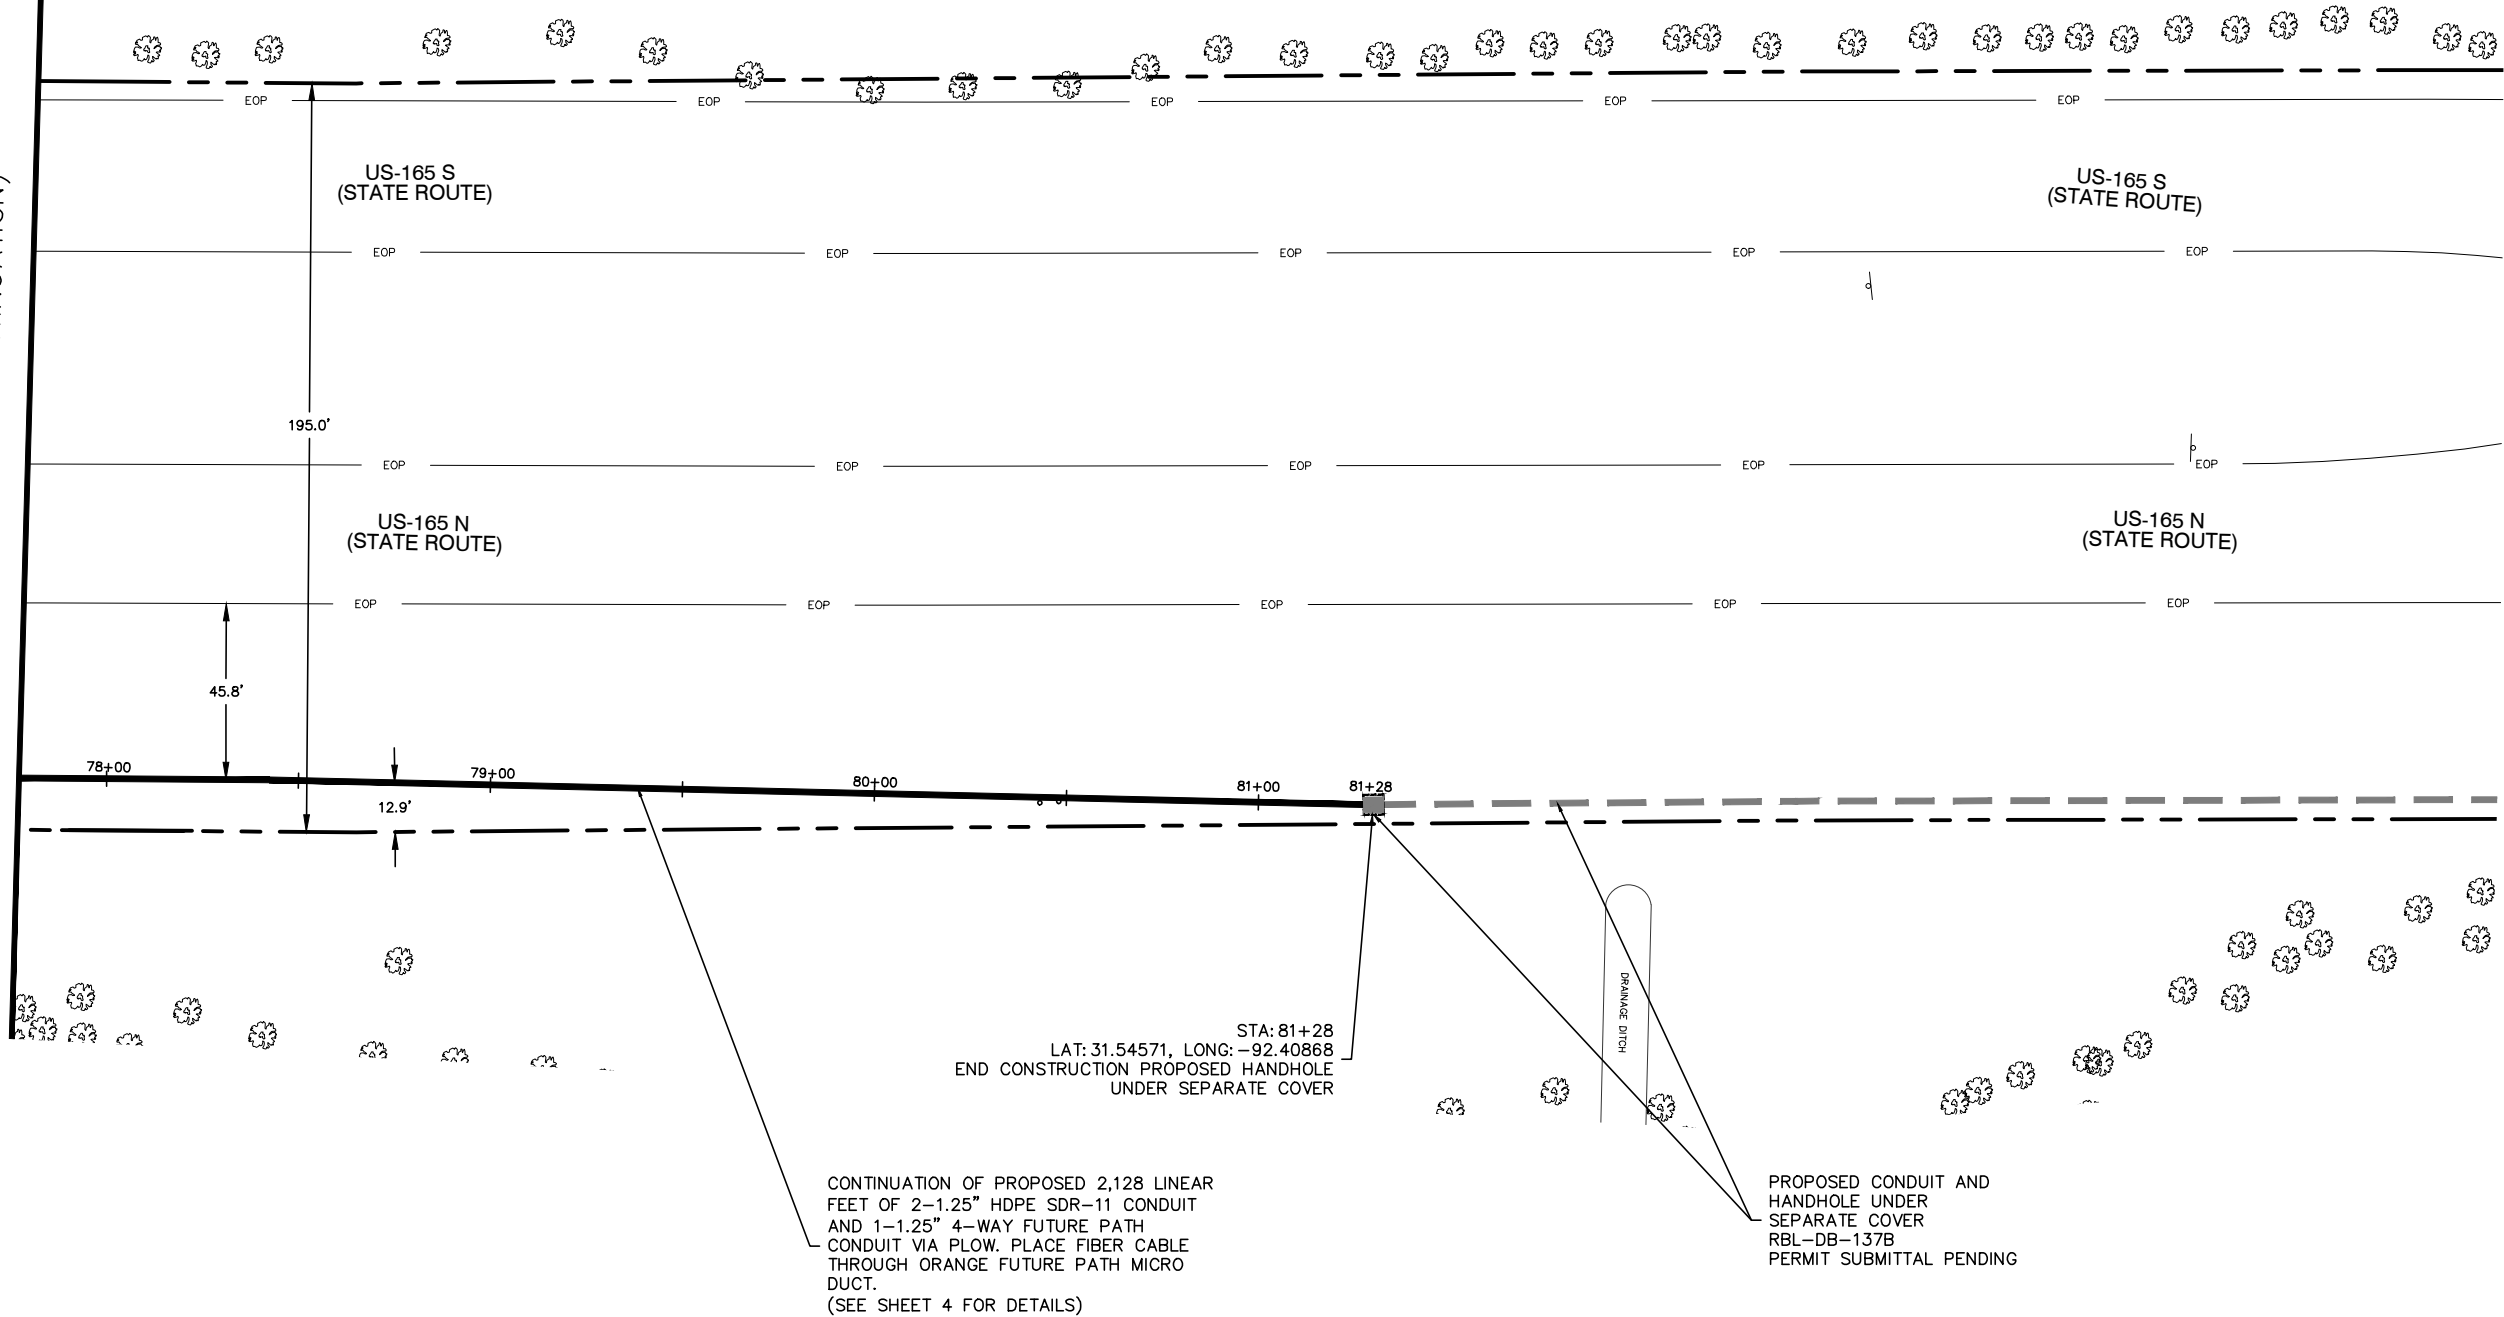 EOP EOP EOP EOP EOP
US-165 S
(STATE ROUTE)
US-165 S
(STATE ROUTE)
EOP EOP EOP EOP EOP
195.0'
EOP EOP EOP EOP EOP
US-165 N
(STATE ROUTE)
US-165 N
(STATE ROUTE)
EOP EOP EOP EOP EOP
45.8'
78+00 79+00 80+00 81+00 81+28
12.9'
DRAINAGE DITCH
STA: 81+28
LAT: 31.54571, LONG: -92.40868
END CONSTRUCTION PROPOSED HANDHOLE
UNDER SEPARATE COVER
CONTINUATION OF PROPOSED 2,128 LINEAR
FEET OF 2-1.25" HDPE SDR-11 CONDUIT
AND 1-1.25" 4-WAY FUTURE PATH
CONDUIT VIA PLOW. PLACE FIBER CABLE
THROUGH ORANGE FUTURE PATH MICRO
DUCT.
(SEE SHEET 4 FOR DETAILS)
PROPOSED CONDUIT AND
HANDHOLE UNDER
SEPARATE COVER
RBL-DB-137B
PERMIT SUBMITTAL PENDING